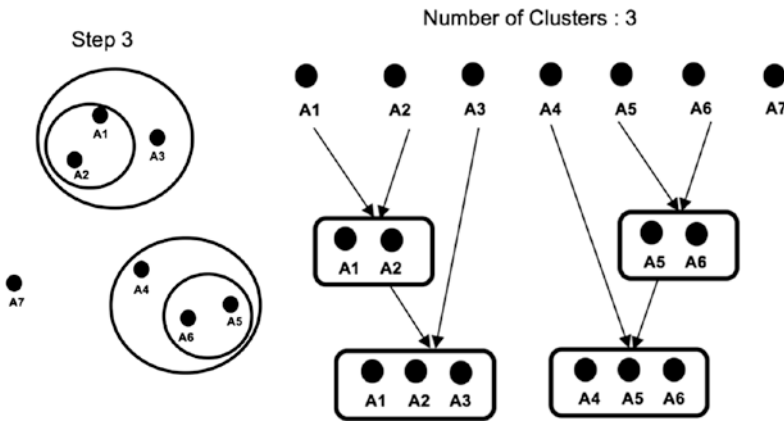 Number of Clusters : 3
Step 3
A1
A2
A3
A7
A4
A5
A6
A1 A2 A3 A4 A5 A6 A7
A1 A2
A5 A6
A1 A2 A3
A4 A5 A6